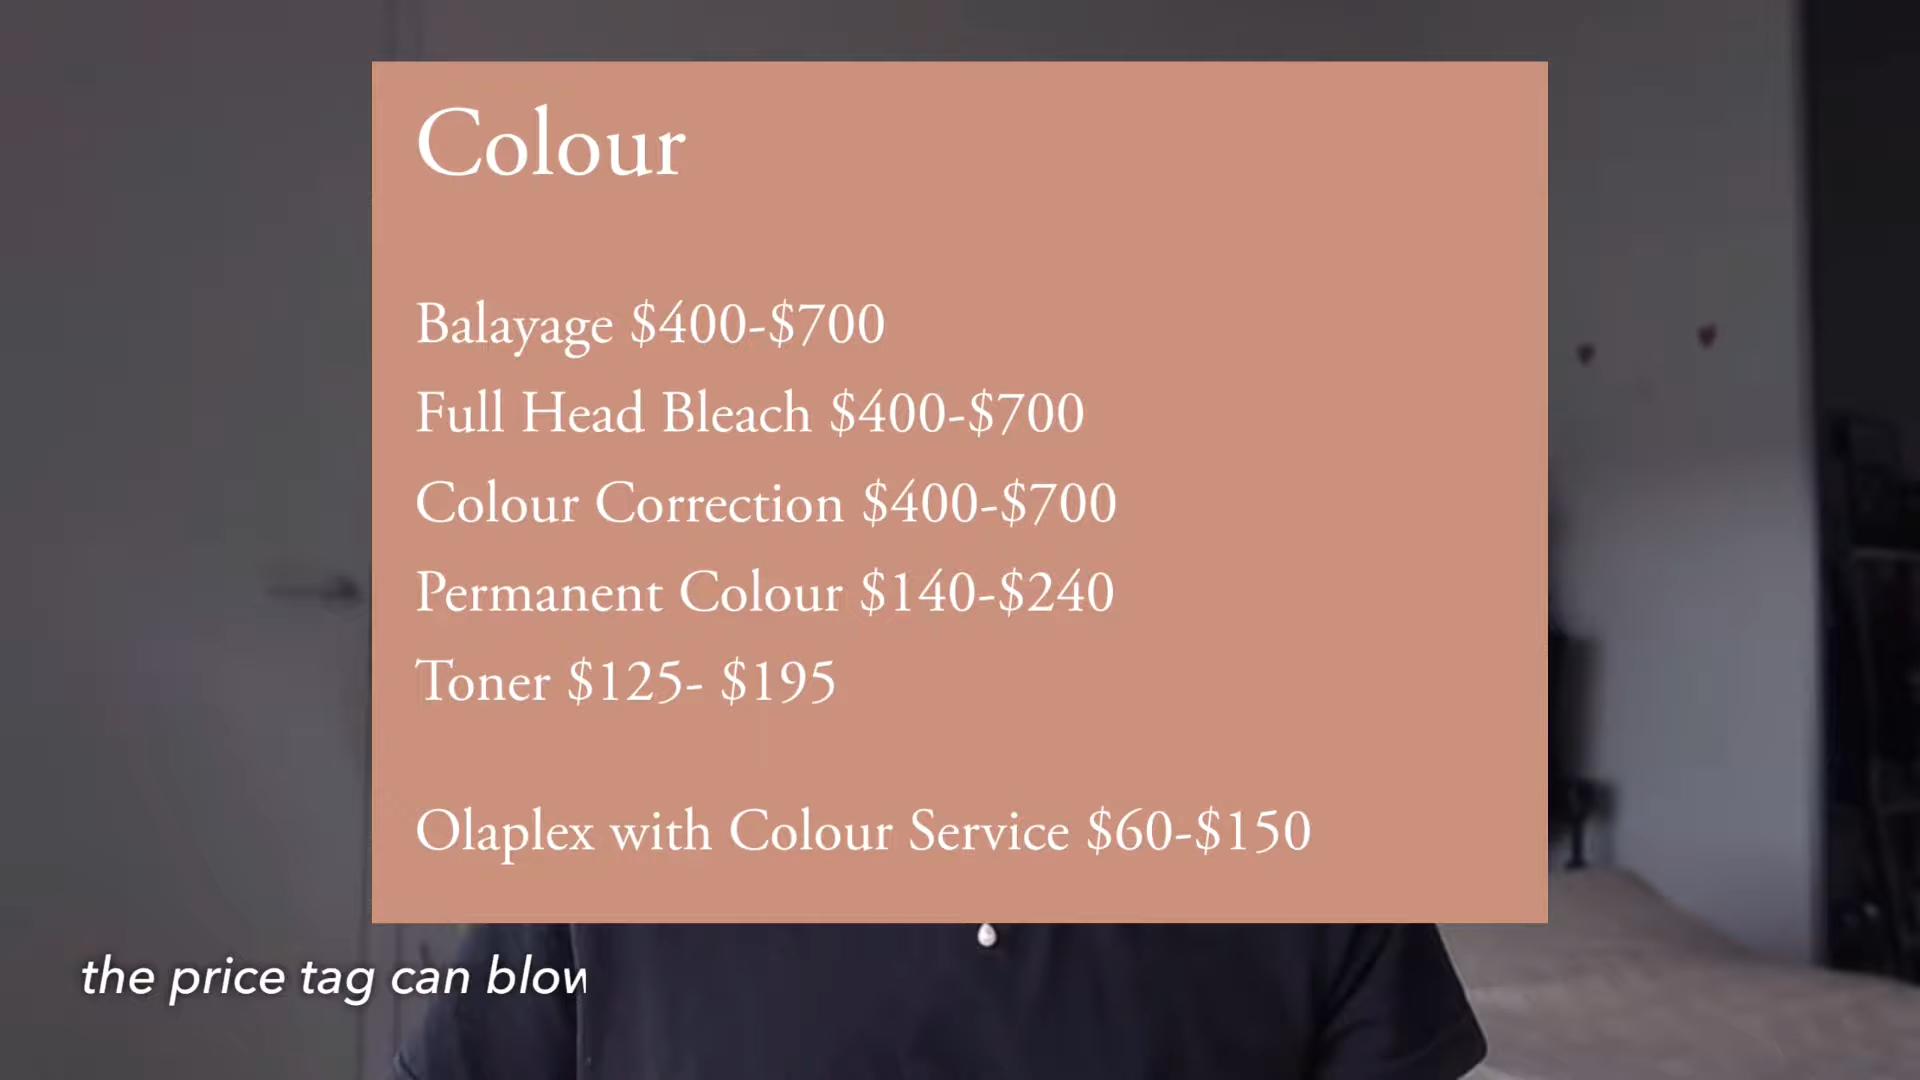 Colour
Balayage $400-$700
Full Head Bleach $400-$700
Colour Correction $400-$700
Permanent Colour $140-$240
Toner $125- $195
Olaplex with Colour Service $60-$150
the price tag can blow